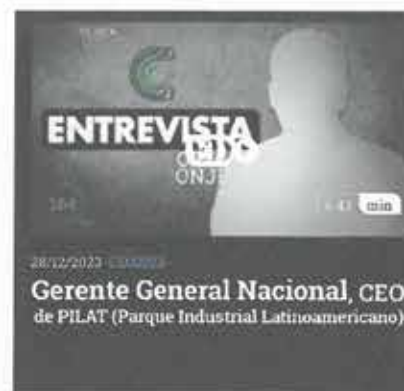 ENTREVISTA
min
28/12/2023
Gerente General Nacional, CEO
de PILAT (Parque Industrial Latinoamericano)